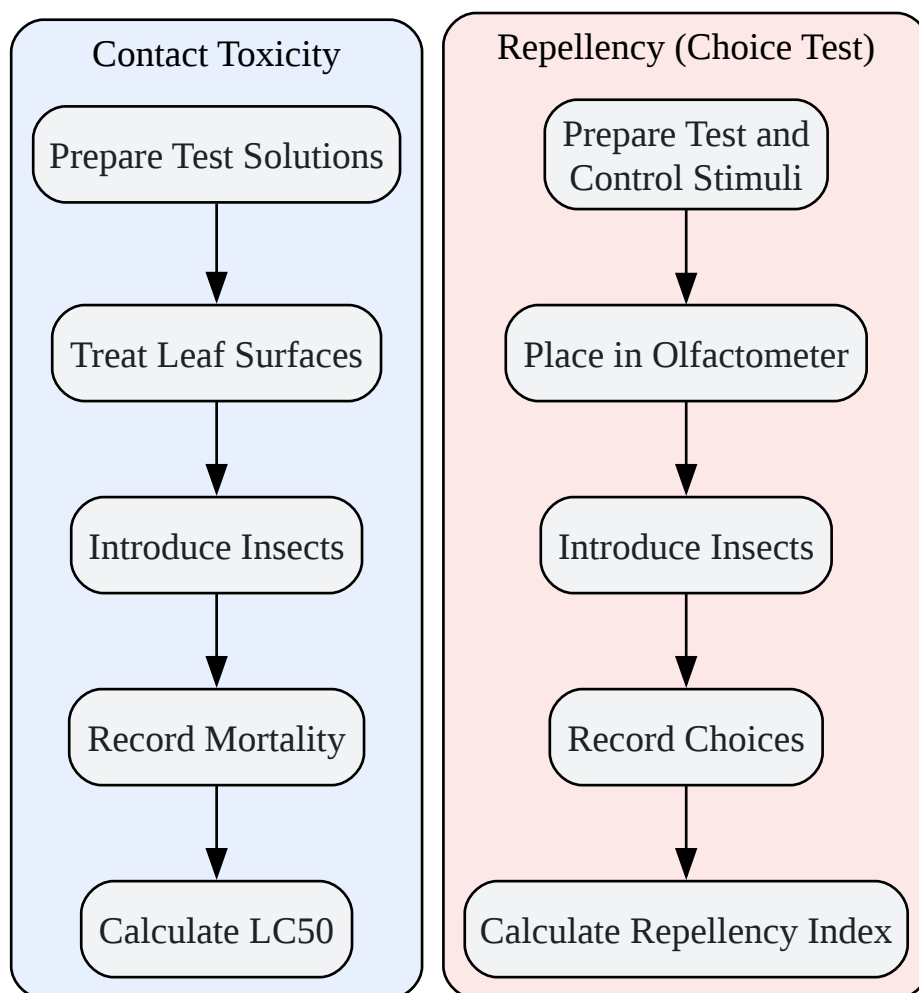 Contact Toxicity
Prepare Test Solutions
Treat Leaf Surfaces
Introduce Insects
Record Mortality
Calculate LC50
Repellency (Choice Test)
Prepare Test and
Control Stimuli
Place in Olfactometer
Introduce Insects
Record Choices
Calculate Repellency Index